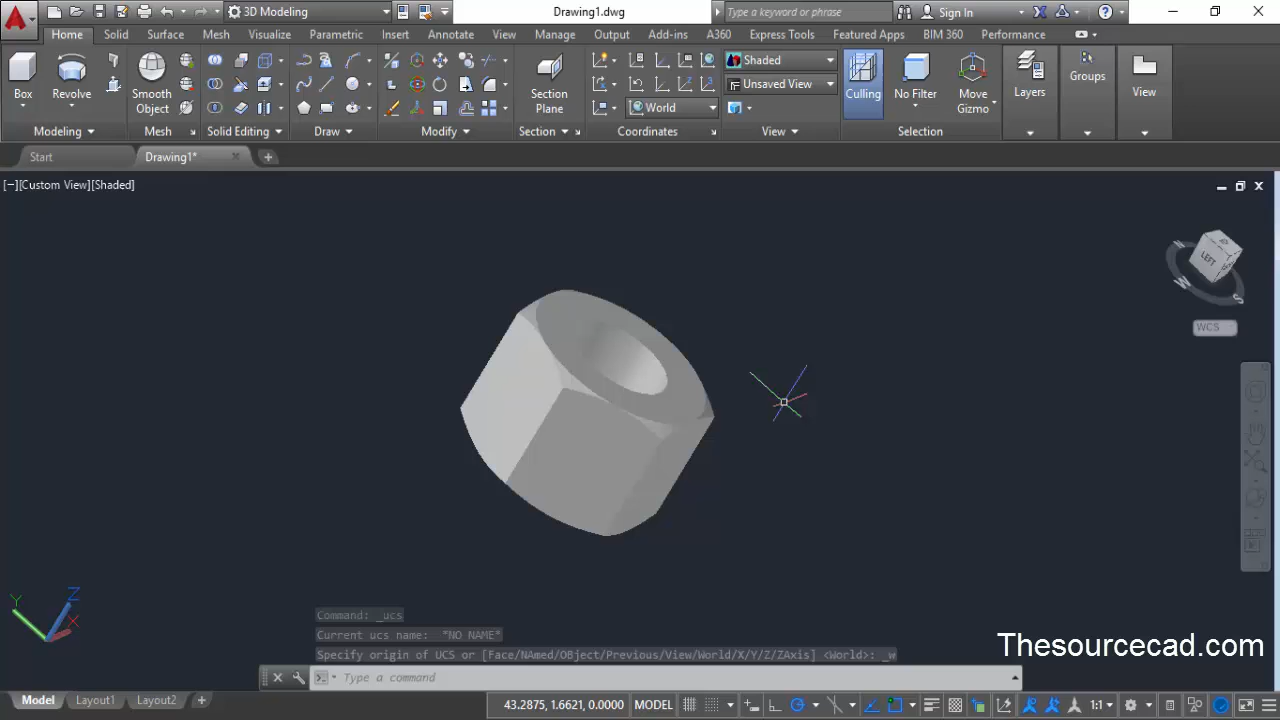 3D Modeling
Drawing1.dwg
Type a keyword or phrase
Sign In
Home Solid Surface Mesh Visualize Parametric Insert Annotate View Manage Output Add-ins A360 Express Tools Featured Apps BIM 360 Performance
Box
Revolve
Smooth
Object
Section
Plane
World
Shaded
Unsaved View
Culling
No Filter
Move
Gizmo
Layers
Groups
View
Modeling
Mesh
Solid Editing
Draw
Modify
Section
Coordinates
View
Selection
Start
Drawing1*
[−][Custom View][Shaded]
LEFT
W
S
WCS
Y
Z
X
Command: _ucs
Current ucs name: "NO NAME"
Specify origin of UCS or [Face/NAmed/OBject/Previous/View/World/X/Y/Z/ZAxis] <World>: _w
Type a command
Thesourcecad.com
Model
Layout1
Layout2
43.2875, 1.6621, 0.0000
MODEL
1:1